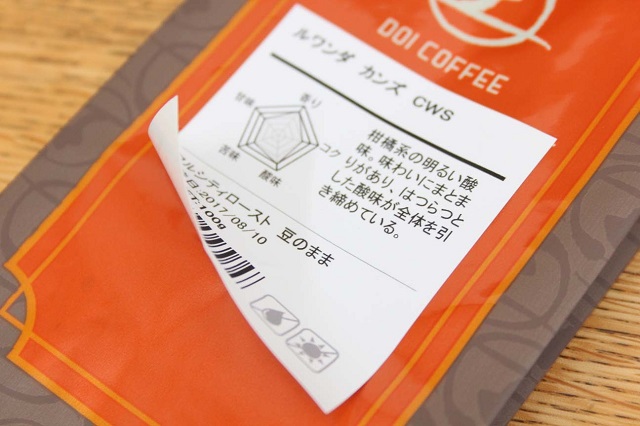 DOI COFFEE
ルワンダ カンズ CWS
香り
甘味
コク
苦味
酸味
柑橘系の明るい酸
味。味わいにまとま
りがあり、はつらつと
した酸味が全体を引
き締めている。
ルシティロースト 豆のまま
日:2017/08/10
00g